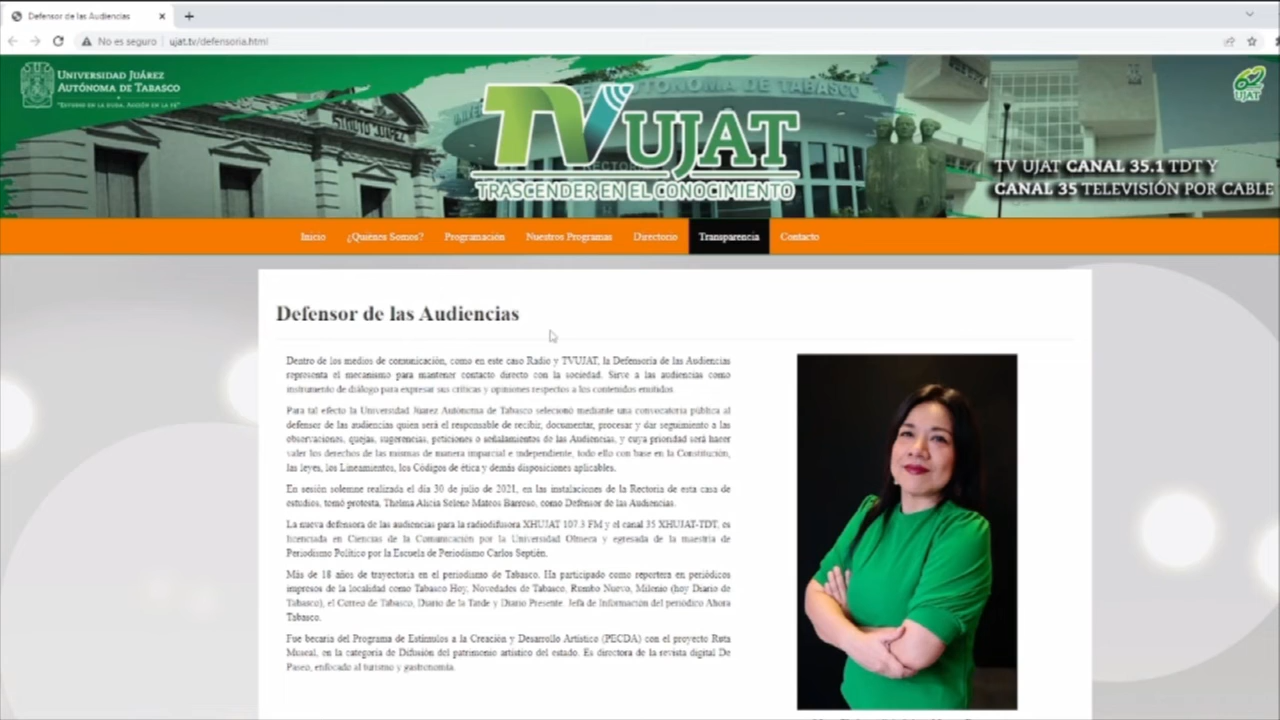 Defensor de las Audiencias
No es seguro
ujat.tv/defensoria.html
UNIVERSIDAD JUÁREZ
AUTÓNOMA DE TABASCO
"ESTUDIO EN LA DUDA. ACCIÓN EN LA FE"
TV UJAT
TRASCENDER EN EL CONOCIMIENTO
UJAT
TV UJAT CANAL 35.1 TDT Y
CANAL 35 TELEVISIÓN POR CABLE
Inicio ¿Quiénes Somos? Programación Nuestros Programas Directorio Transparencia Contacto
Defensor de las Audiencias
Dentro de los medios de comunicación, como en este caso Radio y TVUJAT, la Defensoría de las Audiencias
representa el mecanismo para mantener contacto directo con la sociedad. Sirve a las audiencias como
instrumento de diálogo para expresar sus críticas y opiniones respectos a los contenidos emitidos.
Para tal efecto la Universidad Juárez Autónoma de Tabasco seleccionó mediante una convocatoria pública al
defensor de las audiencias quien será el responsable de recibir, documentar, procesar y dar seguimiento a las
observaciones, quejas, sugerencias, peticiones o señalamientos de las Audiencias, y cuya prioridad será hacer
valer los derechos de las mismas de manera imparcial e independiente, todo ello con base en la Constitución,
las leyes, los Lineamientos, los Códigos de ética y demás disposiciones aplicables.
En sesión solemne realizada el día 30 de julio de 2021, en las instalaciones de la Rectoría de esta casa de
estudios, tomó protesta, Thelma Alicia Selene Mateos Barroso, como Defensor de las Audiencias.
La nueva defensora de las audiencias para la radiodifusora XHUJAT 107.3 FM y el canal 35 XHUJAT-TDT, es
licenciada en Ciencias de la Comunicación por la Universidad Olmeca y egresada de la maestría de
Periodismo Político por la Escuela de Periodismo Carlos Septién.
Más de 18 años de trayectoria en el periodismo de Tabasco. Ha participado como reportera en periódicos
impresos de la localidad como Tabasco Hoy, Novedades de Tabasco, Rumbo Nuevo, Milenio (hoy Diario de
Tabasco), el Correo de Tabasco, Diario de la Tarde y Diario Presente. Jefa de Información del periódico Ahora
Tabasco.
Fue becaria del Programa de Estímulos a la Creación y Desarrollo Artístico (PECDA) con el proyecto Ruta
Museal, en la categoría de Difusión del patrimonio artístico del estado. Es directora de la revista digital De
Paseo, enfocado al turismo y gastronomía.